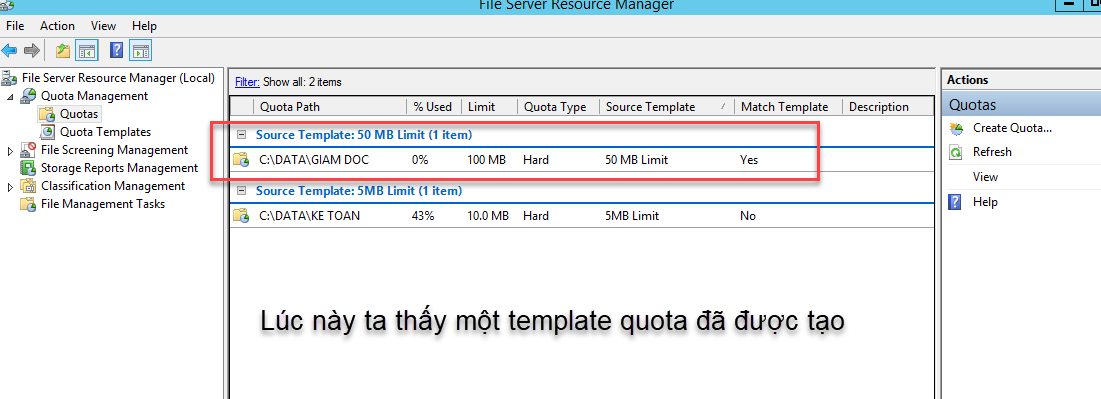 File Server Resource Manager
File Action View Help
File Server Resource Manager (Local)
Quota Management
Quotas
Quota Templates
File Screening Management
Storage Reports Management
Classification Management
File Management Tasks
Filter: Show all: 2 items
Quota Path % Used Limit Quota Type Source Template Match Template Description
Source Template: 50 MB Limit (1 item)
C:\DATA\GIAM DOC 0% 100 MB Hard 50 MB Limit Yes
Source Template: 5MB Limit (1 item)
C:\DATA\KE TOAN 43% 10.0 MB Hard 5MB Limit No
Lúc này ta thấy một template quota đã được tạo
Actions
Quotas
Create Quota...
Refresh
View
Help